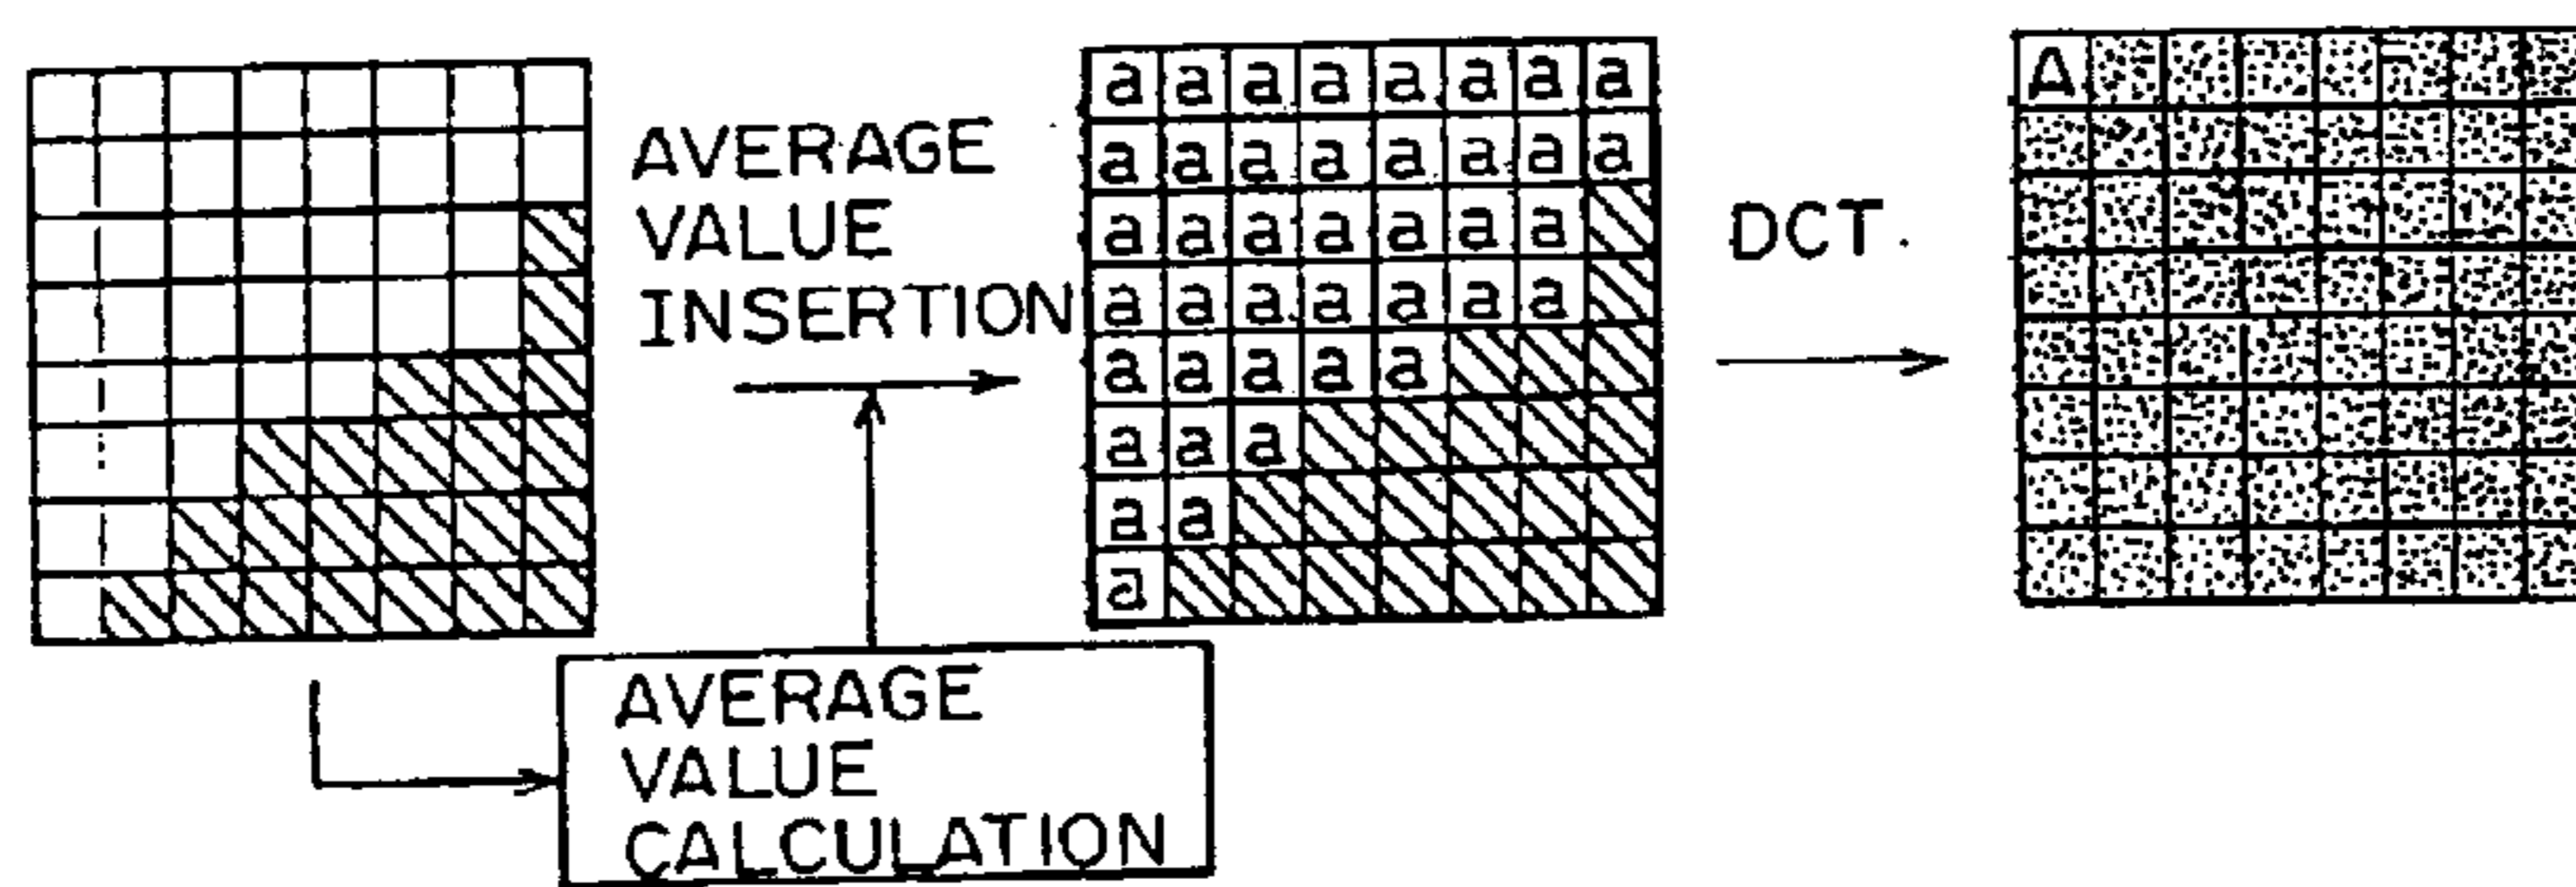 AVERAGE
VALUE
INSERTION
a a a a a a a a
a a a a a a a a
a a a a a a a
a a a a a a a
a a a a a
a a a
a a
a
DCT.
A
AVERAGE
VALUE
CALCULATION